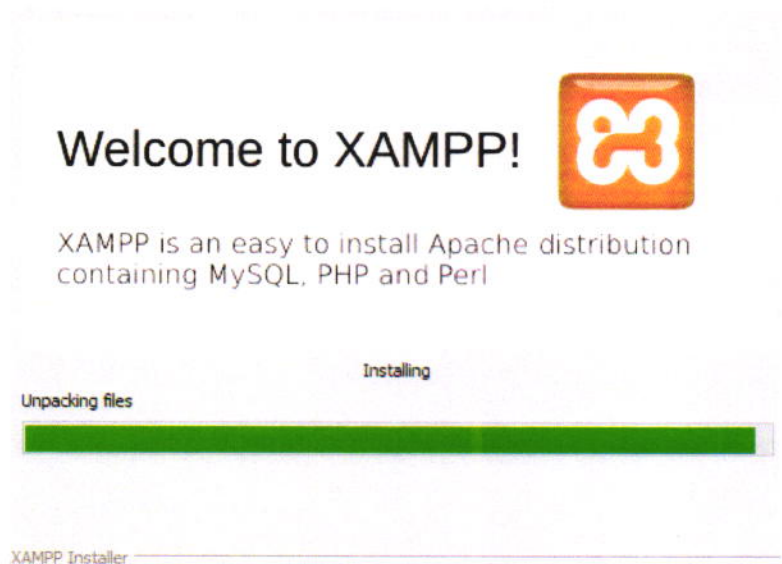 Welcome to XAMPP!
XAMPP is an easy to install Apache distribution
containing MySQL, PHP and Perl
Installing
Unpacking files
XAMPP Installer